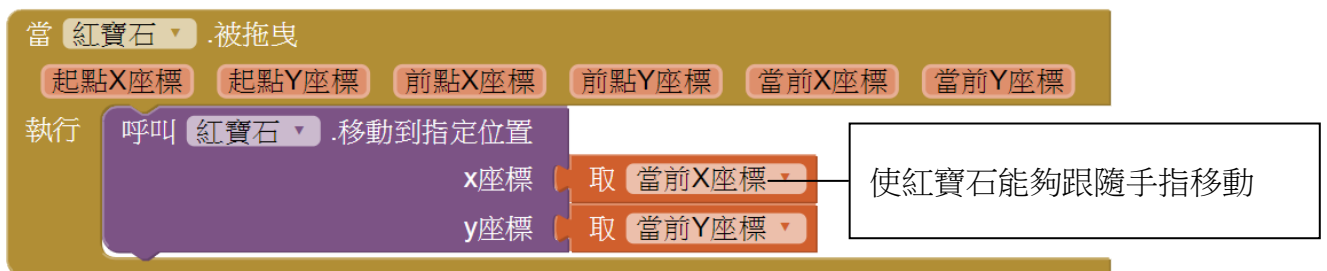 當 紅寶石 .被拖曳
起點X座標 起點Y座標 前點X座標 前點Y座標 當前X座標 當前Y座標
執行 呼叫 紅寶石 .移動到指定位置
x座標 取 當前X座標
使紅寶石能夠跟隨手指移動
y座標 取 當前Y座標